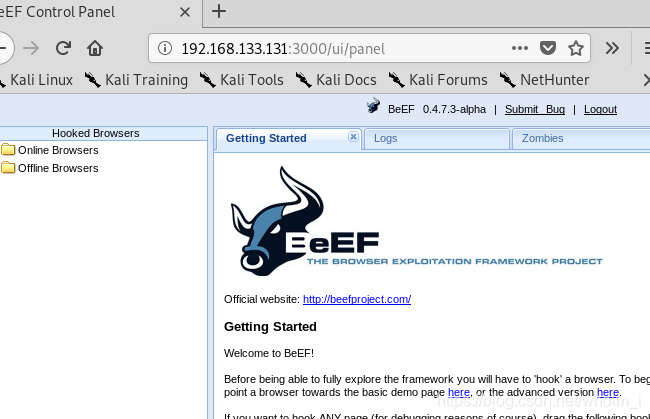 eEF Control Panel
192.168.133.131:3000/ui/panel
Kali Linux Kali Training Kali Tools Kali Docs Kali Forums NetHunter
BeEF 0.4.7.3-alpha | Submit Bug | Logout
Hooked Browsers
Getting Started Logs Zombies
Online Browsers
Offline Browsers
BeEF
THE BROWSER EXPLOITATION FRAMEWORK PROJECT
Official website: http://beefproject.com/
Getting Started
Welcome to BeEF!
Before being able to fully explore the framework you will have to 'hook' a browser. To beg
point a browser towards the basic demo page here, or the advanced version here.
If you want to hook ANY page (for debugging reasons of course), drag the following boo